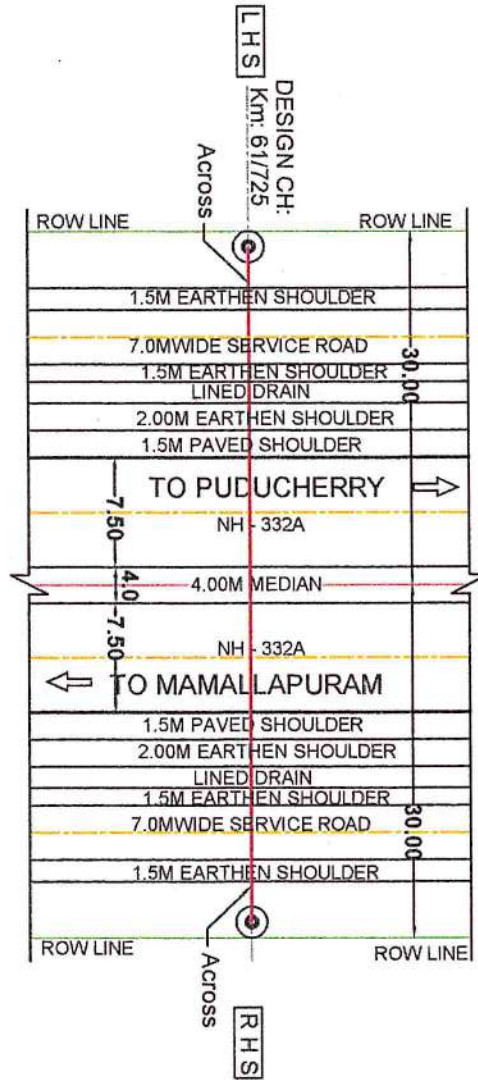 L H S
DESIGN CH:
Km: 61/725
Across
ROW LINE
ROW LINE
1.5M EARTHEN SHOULDER
7.0MWIDE SERVICE ROAD
30.00
1.5M EARTHEN SHOULDER
LINED DRAIN
2.00M EARTHEN SHOULDER
1.5M PAVED SHOULDER
TO PUDUCHERRY
7.50
NH - 332A
4.0
4.00M MEDIAN
7.50
NH - 332A
TO MAMALLAPURAM
1.5M PAVED SHOULDER
2.00M EARTHEN SHOULDER
LINED DRAIN
1.5M EARTHEN SHOULDER
30.00
7.0MWIDE SERVICE ROAD
1.5M EARTHEN SHOULDER
ROW LINE
ROW LINE
Across
R H S